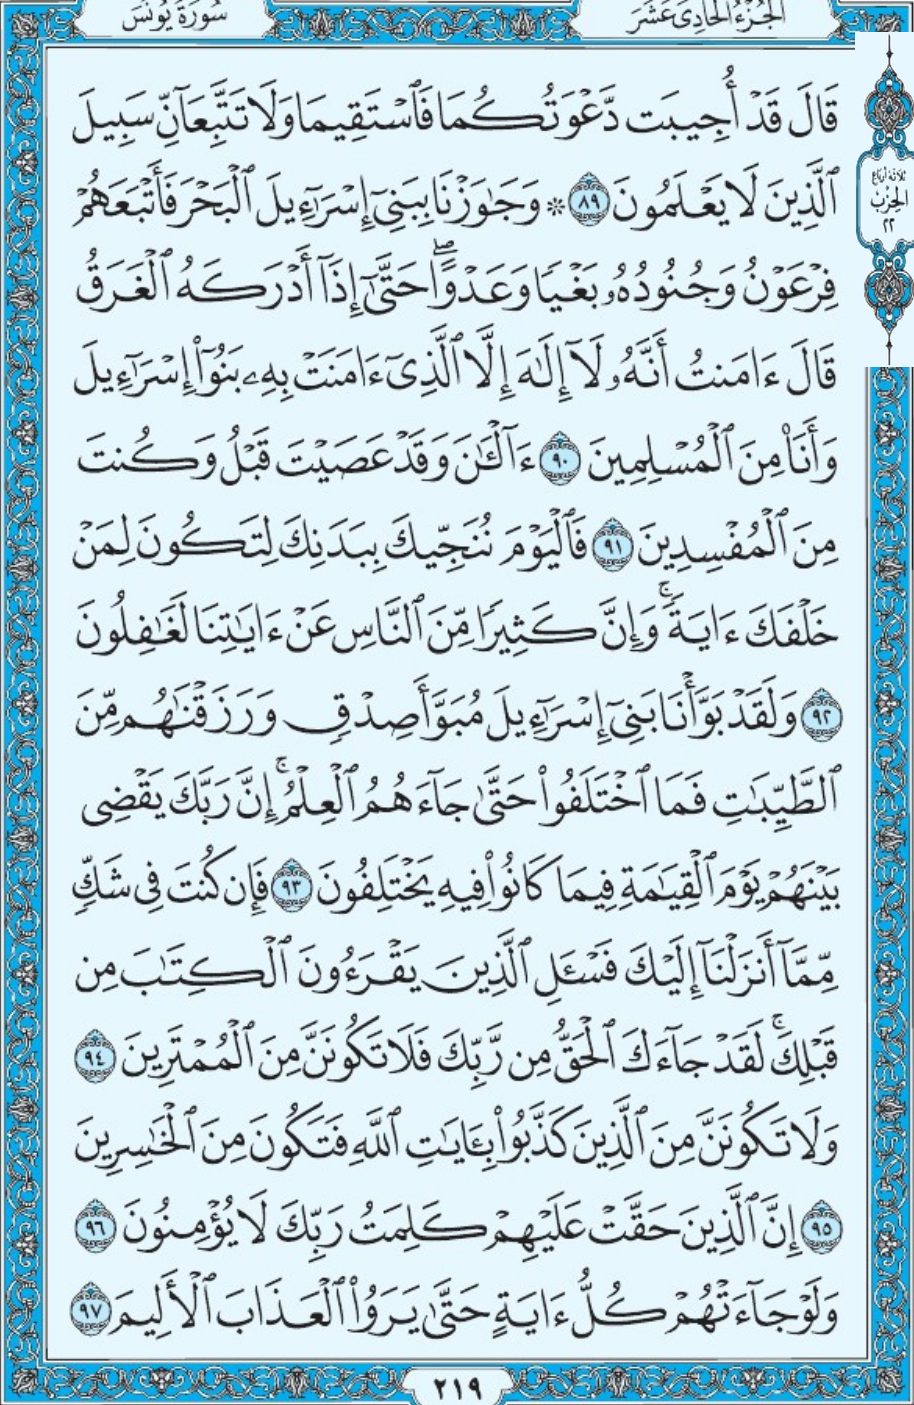 سُورَةُ يُونُسَ
الجُزْءُ الحَادِيَ عَشَرَ
قَالَ قَدْ أُجِيبَت دَّعْوَتُكُمَا فَٱسْتَقِيمَا وَلَا تَتَّبِعَآنِّ سَبِيلَ
ٱلَّذِينَ لَا يَعْلَمُونَ ٨٩ ۞ وَجَٰوَزْنَا بِبَنِىٓ إِسْرَٰٓءِيلَ ٱلْبَحْرَ فَأَتْبَعَهُمْ
فِرْعَوْنُ وَجُنُودُهُۥ بَغْيًا وَعَدْوًا ۖ حَتَّىٰٓ إِذَآ أَدْرَكَهُ ٱلْغَرَقُ
قَالَ ءَامَنتُ أَنَّهُۥ لَآ إِلَٰهَ إِلَّا ٱلَّذِىٓ ءَامَنَتْ بِهِۦ بَنُوٓا۟ إِسْرَٰٓءِيلَ
وَأَنَا۠ مِنَ ٱلْمُسْلِمِينَ ٩٠ ءَآلْـَٰٔنَ وَقَدْ عَصَيْتَ قَبْلُ وَكُنتَ
مِنَ ٱلْمُفْسِدِينَ ٩١ فَٱلْيَوْمَ نُنَجِّيكَ بِبَدَنِكَ لِتَكُونَ لِمَنْ
خَلْفَكَ ءَايَةً ۚ وَإِنَّ كَثِيرًا مِّنَ ٱلنَّاسِ عَنْ ءَايَٰتِنَا لَغَٰفِلُونَ
٩٢ وَلَقَدْ بَوَّأْنَا بَنِىٓ إِسْرَٰٓءِيلَ مُبَوَّأَ صِدْقٍ وَرَزَقْنَٰهُم مِّنَ
ٱلطَّيِّبَٰتِ فَمَا ٱخْتَلَفُوا۟ حَتَّىٰ جَآءَهُمُ ٱلْعِلْمُ ۚ إِنَّ رَبَّكَ يَقْضِى
بَيْنَهُمْ يَوْمَ ٱلْقِيَٰمَةِ فِيمَا كَانُوا۟ فِيهِ يَخْتَلِفُونَ ٩٣ فَإِن كُنتَ فِى شَكٍّ
مِّمَّآ أَنزَلْنَآ إِلَيْكَ فَسْـَٔلِ ٱلَّذِينَ يَقْرَءُونَ ٱلْكِتَٰبَ مِن
قَبْلِكَ ۚ لَقَدْ جَآءَكَ ٱلْحَقُّ مِن رَّبِّكَ فَلَا تَكُونَنَّ مِنَ ٱلْمُمْتَرِينَ ٩٤
وَلَا تَكُونَنَّ مِنَ ٱلَّذِينَ كَذَّبُوا۟ بِـَٔايَٰتِ ٱللَّهِ فَتَكُونَ مِنَ ٱلْخَٰسِرِينَ
٩٥ إِنَّ ٱلَّذِينَ حَقَّتْ عَلَيْهِمْ كَلِمَتُ رَبِّكَ لَا يُؤْمِنُونَ ٩٦
وَلَوْ جَآءَتْهُمْ كُلُّ ءَايَةٍ حَتَّىٰ يَرَوُا۟ ٱلْعَذَابَ ٱلْأَلِيمَ ٩٧
ثَلَاثَةُ أَرْبَاعِ
الحِزْبِ
٢٢
٢١٩